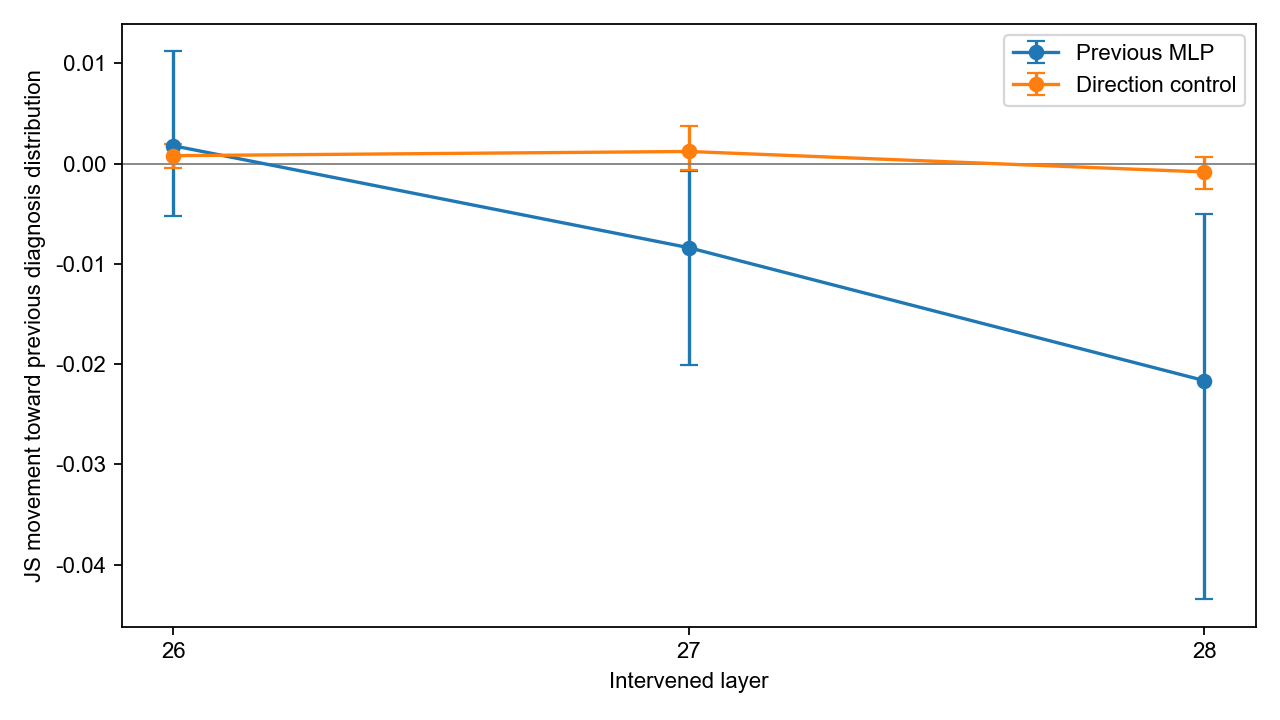 Previous MLP
Direction control
JS movement toward previous diagnosis distribution
0.01
0.00
-0.01
-0.02
-0.03
-0.04
26
27
28
Intervened layer